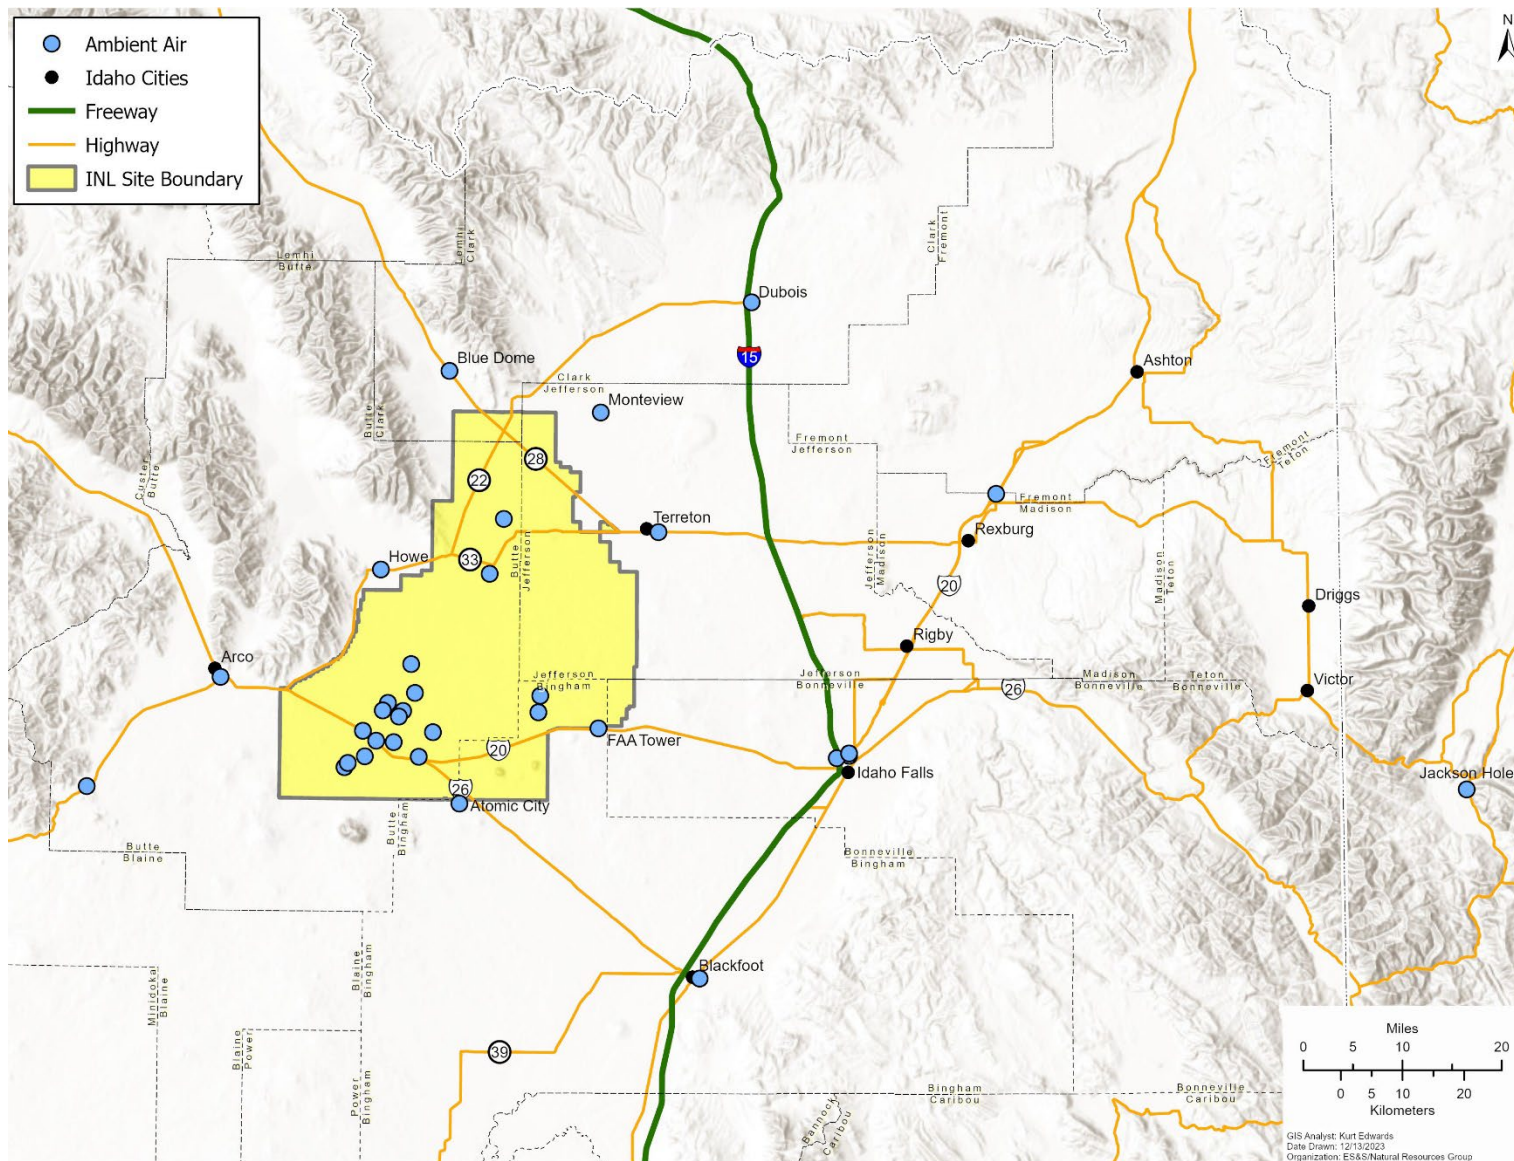 Ambient Air
Idaho Cities
Freeway
Highway
INL Site Boundary
N
Lemhi
Butte
Lemhi
Clark
Clark
Fremont
Dubois
15
Blue Dome
Ashton
Clark
Jefferson
Monteview
Butte
Clark
Custer
Butte
Fremont
Jefferson
Fremont
Teton
28
22
Fremont
Madison
Terreton
Rexburg
Howe
33
Butte
Jefferson
Jefferson
Madison
20
Madison
Teton
Driggs
Rigby
Arco
Jefferson
Bingham
Jefferson
Bonneville
Madison
Bonneville
Teton
Bonneville
Victor
26
FAA Tower
20
Idaho Falls
Jackson Hole
26
Atomic City
Butte
Bingham
Butte
Blaine
Bonneville
Bingham
Blaine
Bingham
Minidoka
Blaine
Blackfoot
Blaine
Power
39
Power
Bingham
Bingham
Caribou
Bannock
Caribou
Bonneville
Caribou
Miles
0 5 10 20
0 5 10 20
Kilometers
GIS Analyst: Kurt Edwards
Date Drawn: 12/13/2023
Organization: ES&S/Natural Resources Group